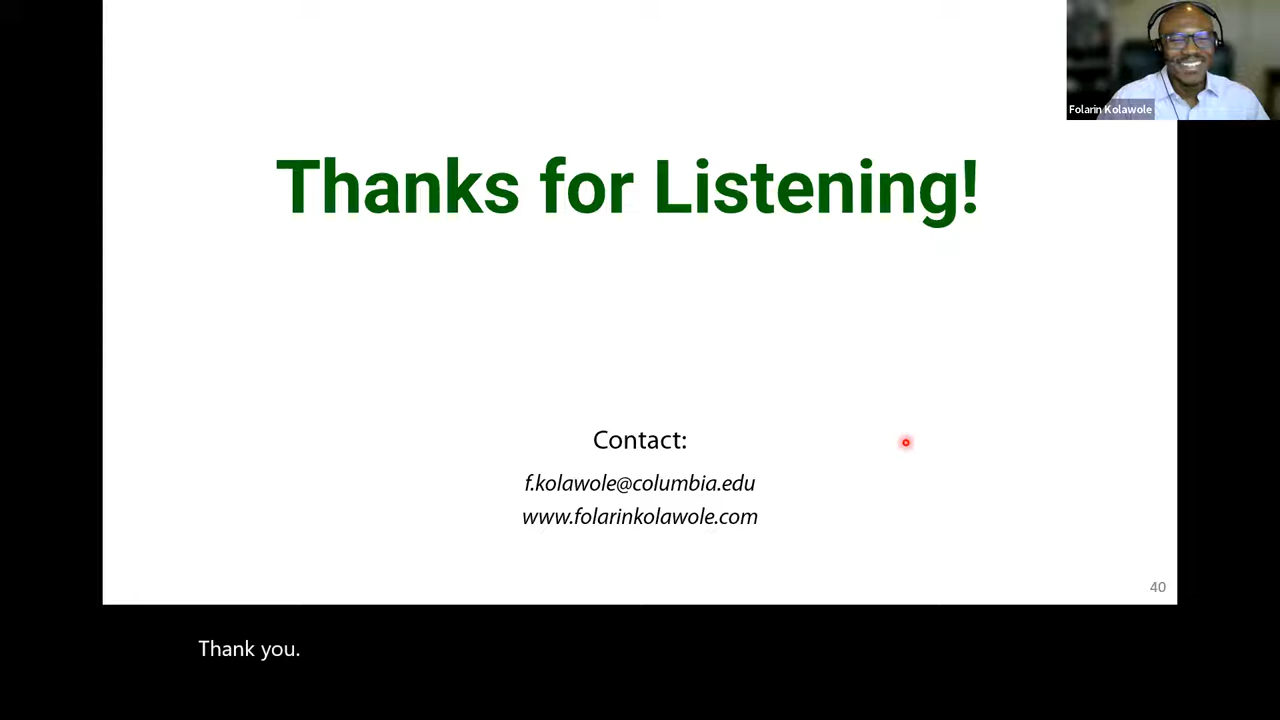 Folarin Kolawole
Thanks for Listening!
Contact:
f.kolawole@columbia.edu
www.folarinkolawole.com
40
Thank you.